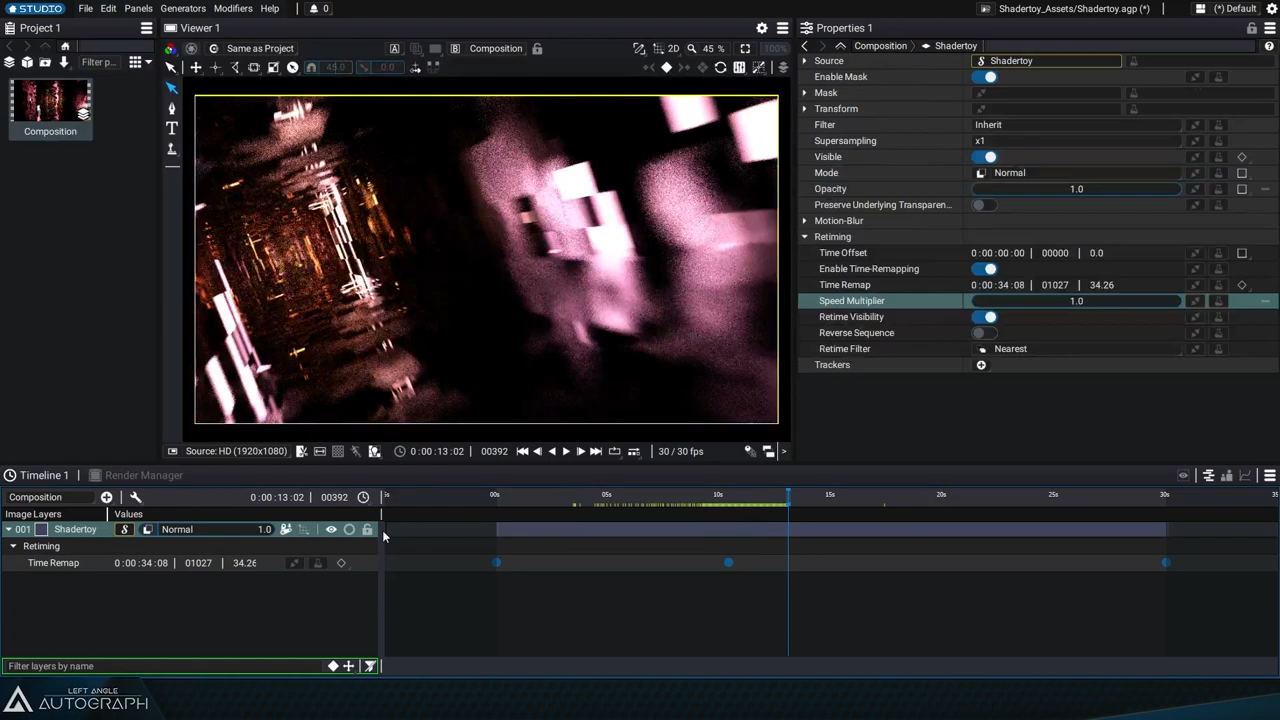 STUDIO File Edit Panels Generators Modifiers Help 0 Shadertoy_Assets/Shadertoy.agp (*) (*) Default
Project 1 Viewer 1 Properties 1
Same as Project A B Composition 2D 45 % 100%
Composition Shadertoy
Filter p...
45.0 0.0
Composition
Source Shadertoy
Enable Mask
Mask
Transform
Filter Inherit
Supersampling x1
Visible
Mode Normal
Opacity 1.0
Preserve Underlying Transparen...
Motion-Blur
Retiming
Time Offset 0:00:00:00 00000 0.0
Enable Time-Remapping
Time Remap 0:00:34:08 01027 34.26
Speed Multiplier 1.0
Retime Visibility
Reverse Sequence
Retime Filter Nearest
Trackers
Source: HD (1920x1080) 0:00:13:02 00392 30/30 fps
Timeline 1 Render Manager
Composition 0:00:13:02 00392 5s 00s 05s 10s 15s 20s 25s 30s 35
Image Layers Values
001 Shadertoy Normal 1.0
Retiming
Time Remap 0:00:34:08 01027 34.26
Filter layers by name
LEFT ANGLE
AUTOGRAPH